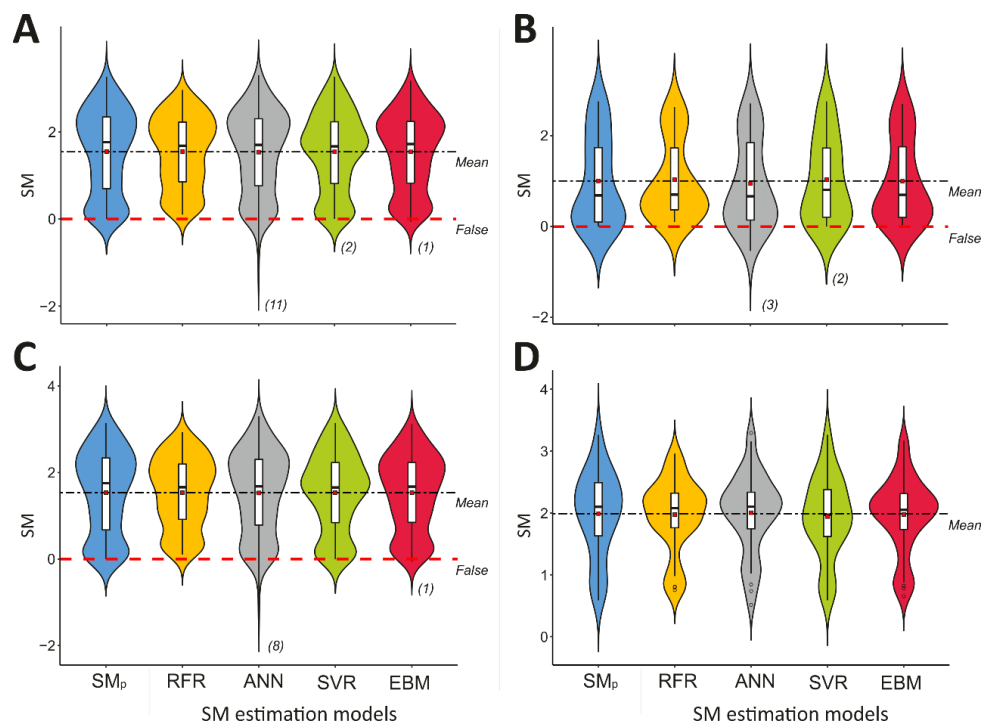 A
SM
2
0
−2
Mean
False
(11)
(2)
(1)
B
SM
2
0
−2
Mean
False
(3)
(2)
C
SM
4
2
0
−2
Mean
False
(8)
(1)
D
SM
4
3
2
1
0
Mean
SMp RFR ANN SVR EBM
SM estimation models
SMp RFR ANN SVR EBM
SM estimation models